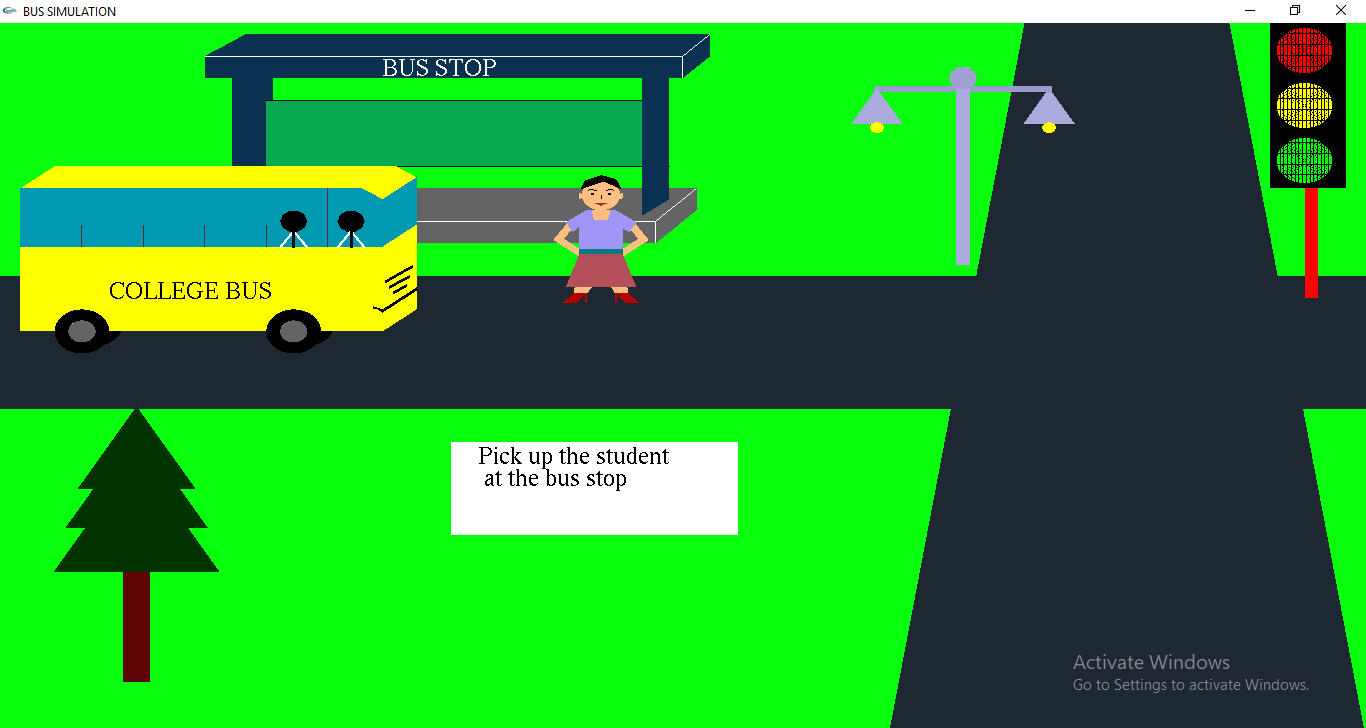 BUS SIMULATION
BUS STOP
COLLEGE BUS
Pick up the student
at the bus stop
Activate Windows
Go to Settings to activate Windows.